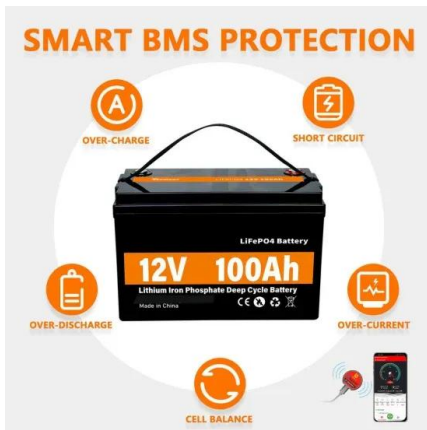 SMART BMS PROTECTION
OVER-CHARGE
SHORT CIRCUIT
LiFePO4 Battery
12V 100Ah
Lithium Iron Phosphate Deep Cycle Battery
Made in China
CE
OVER-DISCHARGE
OVER-CURRENT
CELL BALANCE